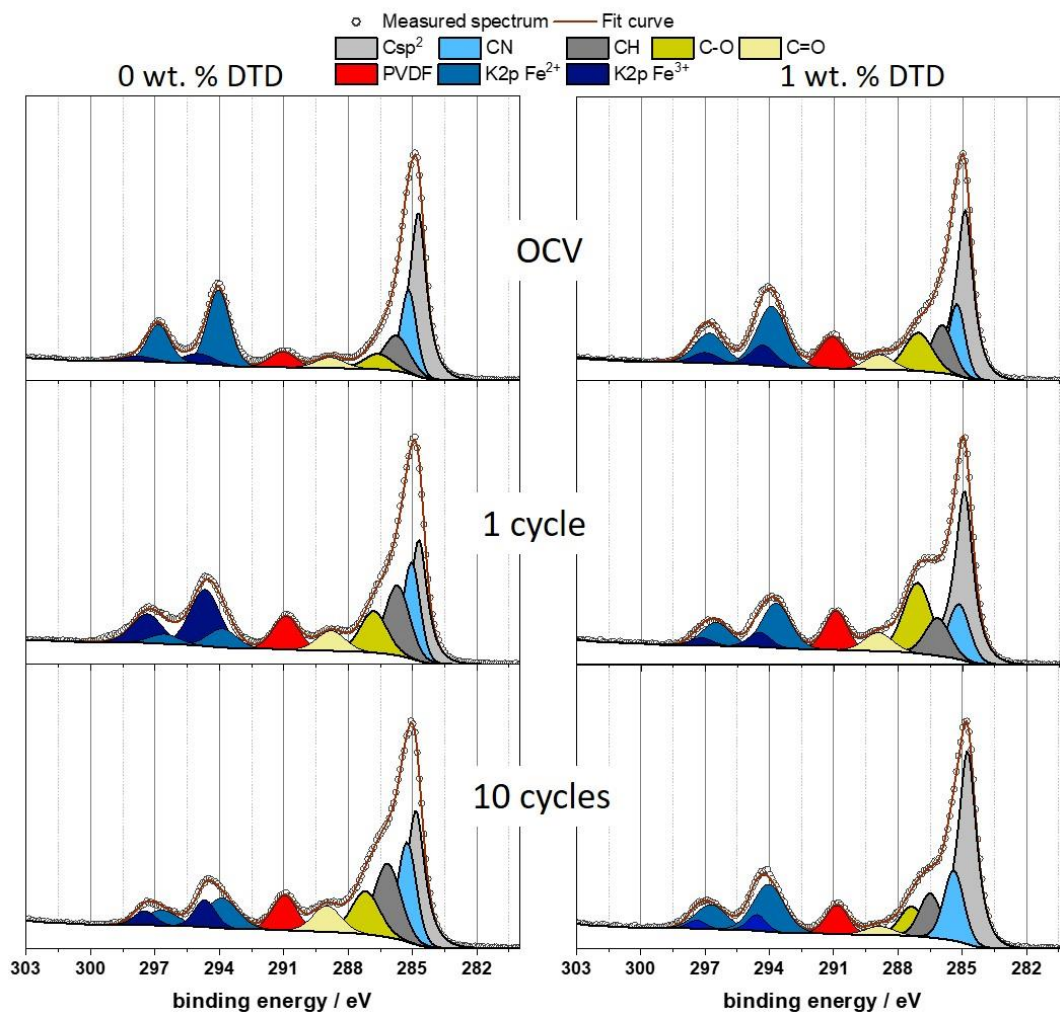 Measured spectrum Fit curve
Csp² CN CH C-O C=O
PVDF K2p Fe²⁺ K2p Fe³⁺
0 wt. % DTD 1 wt. % DTD
OCV
1 cycle
10 cycles
303 300 297 294 291 288 285 282 303 300 297 294 291 288 285 282
binding energy / eV binding energy / eV